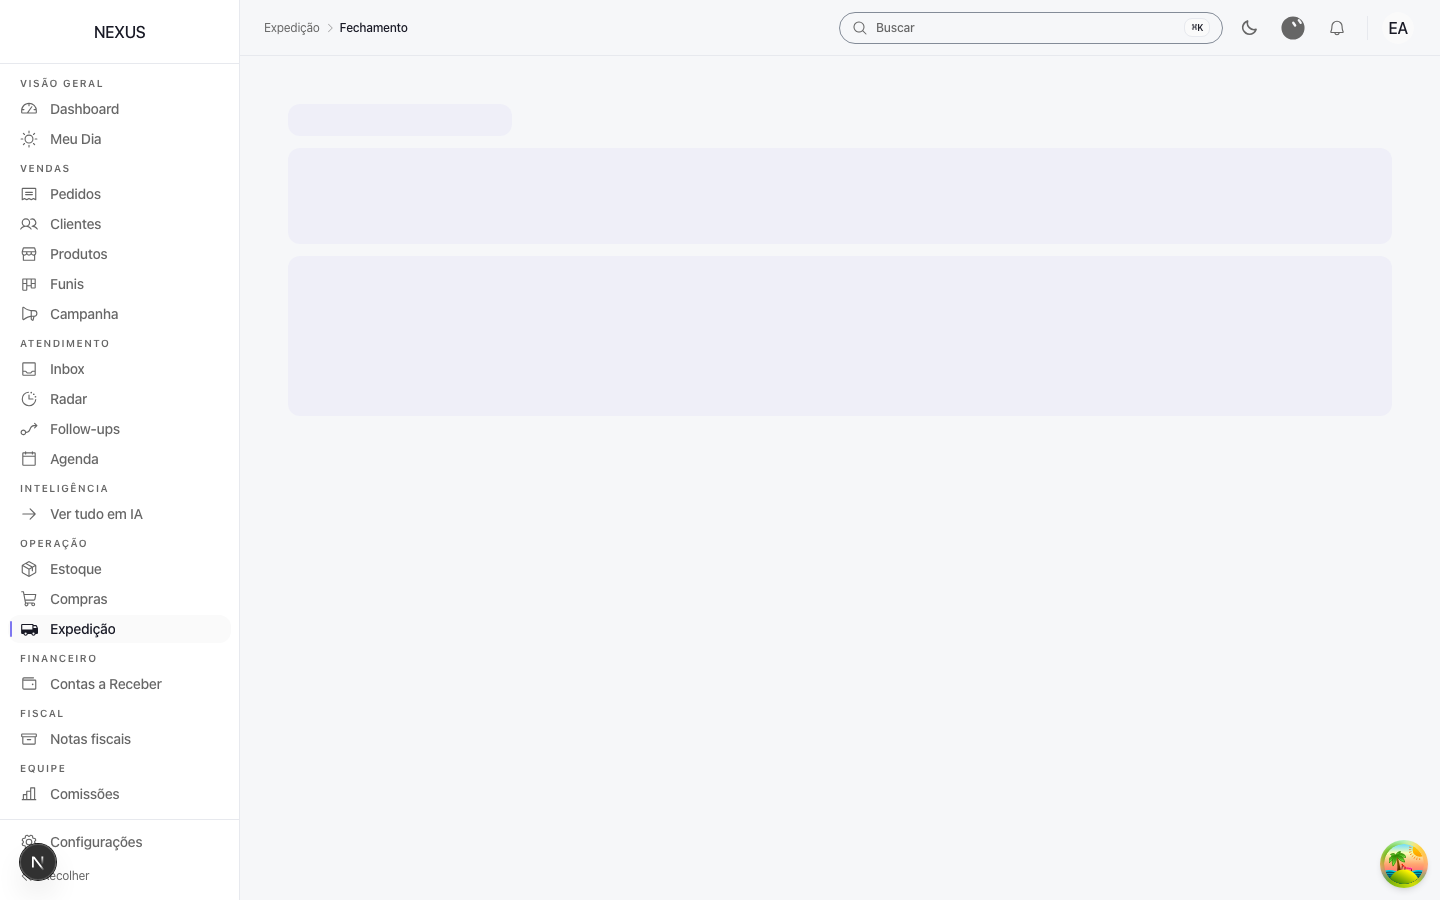 NEXUS
Expedição
Fechamento
Buscar
⌘K
EA
VISÃO GERAL
Dashboard
Meu Dia
VENDAS
Pedidos
Clientes
Produtos
Funis
Campanha
ATENDIMENTO
Inbox
Radar
Follow-ups
Agenda
INTELIGÊNCIA
Ver tudo em IA
OPERAÇÃO
Estoque
Compras
Expedição
FINANCEIRO
Contas a Receber
FISCAL
Notas fiscais
EQUIPE
Comissões
Configurações
N
ecolher